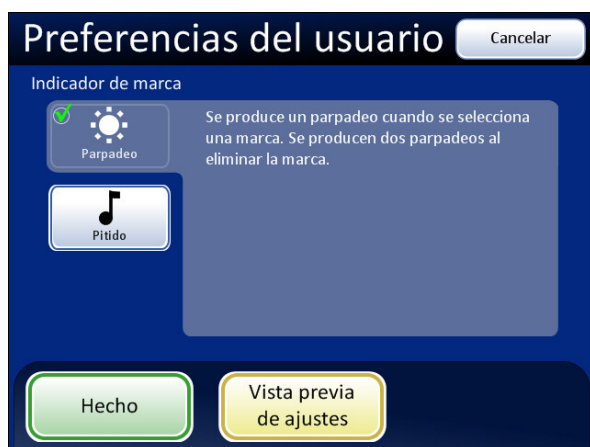 Preferencias del usuario
Cancelar
Indicador de marca
Parpadeo
Se produce un parpadeo cuando se selecciona
una marca. Se producen dos parpadeos al
eliminar la marca.
Pitido
Hecho
Vista previa
de ajustes